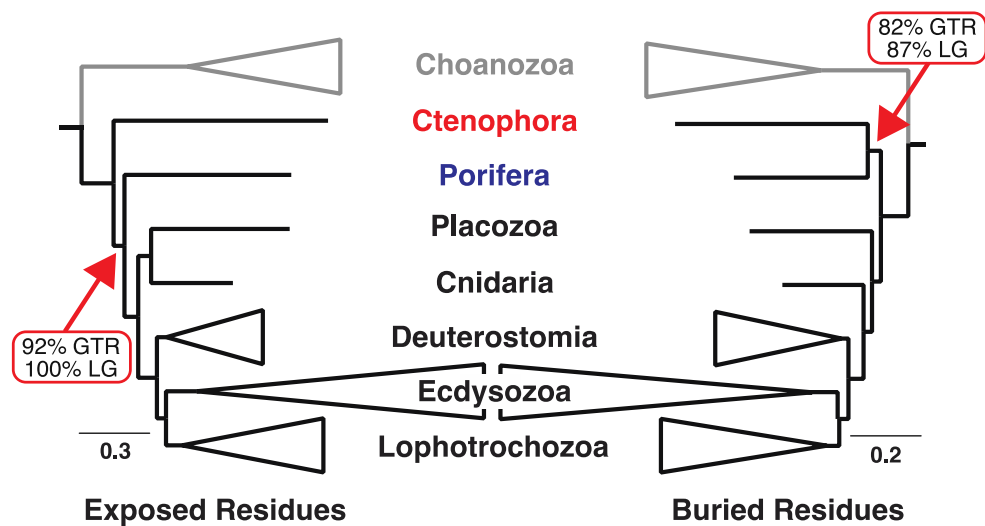 82% GTR
87% LG
Choanozoa
Ctenophora
Porifera
Placozoa
Cnidaria
Deuterostomia
92% GTR
100% LG
Ecdysozoa
Lophotrochozoa
0.3
0.2
Exposed Residues
Buried Residues